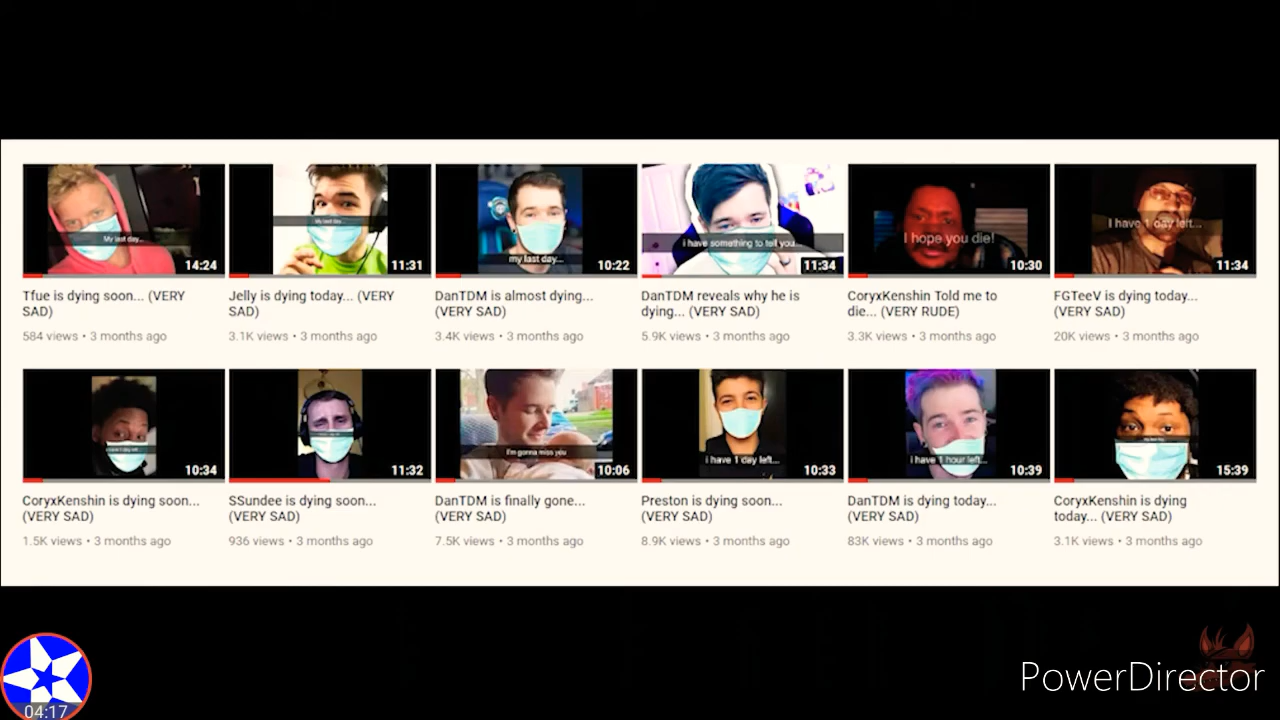 My last day...
14:24
My last day...
11:31
my last day...
10:22
i have something to tell you...
11:34
I hope you die!
10:30
I have 1 day left...
11:34
Tfue is dying soon... (VERY
SAD)
584 views • 3 months ago
Jelly is dying today... (VERY
SAD)
3.1K views • 3 months ago
DanTDM is almost dying...
(VERY SAD)
3.4K views • 3 months ago
DanTDM reveals why he is
dying... (VERY SAD)
5.9K views • 3 months ago
CoryxKenshin Told me to
die... (VERY RUDE)
3.3K views • 3 months ago
FGTeeV is dying today...
(VERY SAD)
20K views • 3 months ago
10:34
11:32
I'm gonna miss you
10:06
i have 1 day left...
10:33
i have 1 hour left...
10:39
15:39
CoryxKenshin is dying soon...
(VERY SAD)
1.5K views • 3 months ago
SSundee is dying soon...
(VERY SAD)
936 views • 3 months ago
DanTDM is finally gone...
(VERY SAD)
7.5K views • 3 months ago
Preston is dying soon...
(VERY SAD)
8.9K views • 3 months ago
DanTDM is dying today...
(VERY SAD)
83K views • 3 months ago
CoryxKenshin is dying
today... (VERY SAD)
3.1K views • 3 months ago
04:17
PowerDirector